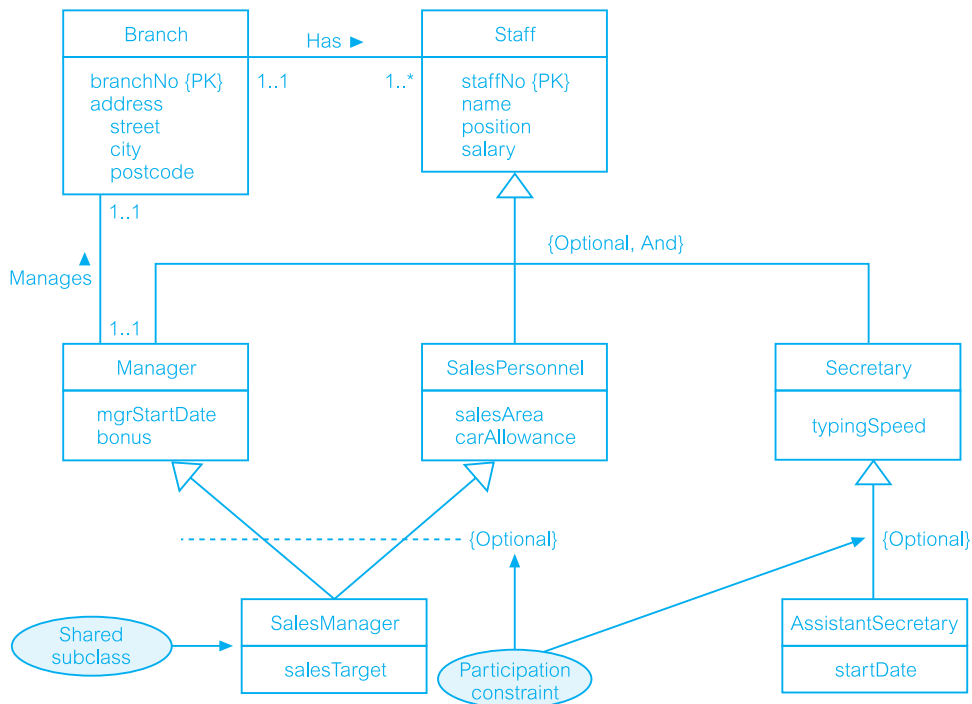 Branch
Has ►
Staff
branchNo {PK}
address
street
city
postcode
1..1
1..*
staffNo {PK}
name
position
salary
1..1
Manages
1..1
{Optional, And}
Manager
mgrStartDate
bonus
SalesPersonnel
salesArea
carAllowance
Secretary
typingSpeed
{Optional}
{Optional}
Shared
subclass
SalesManager
salesTarget
Participation
constraint
AssistantSecretary
startDate